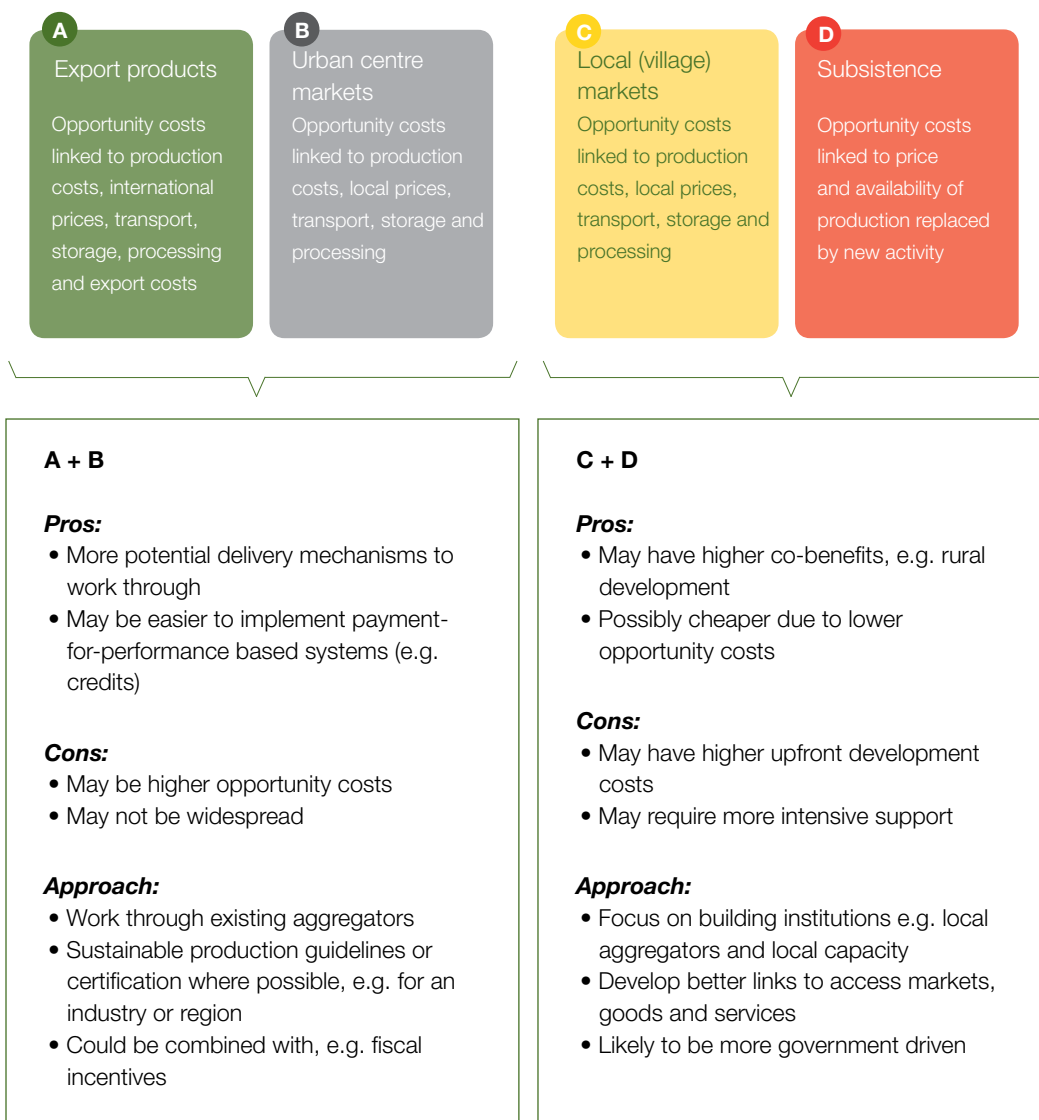 A
Export products
Opportunity costs
linked to production
costs, international
prices, transport,
storage, processing
and export costs
B
Urban centre
markets
Opportunity costs
linked to production
costs, local prices,
transport, storage and
processing
C
Local (village)
markets
Opportunity costs
linked to production
costs, local prices,
transport, storage and
processing
D
Subsistence
Opportunity costs
linked to price
and availability of
production replaced
by new activity
A + B
Pros:
• More potential delivery mechanisms to
work through
• May be easier to implement payment-
for-performance based systems (e.g.
credits)
Cons:
• May be higher opportunity costs
• May not be widespread
Approach:
• Work through existing aggregators
• Sustainable production guidelines or
certification where possible, e.g. for an
industry or region
• Could be combined with, e.g. fiscal
incentives
C + D
Pros:
• May have higher co-benefits, e.g. rural
development
• Possibly cheaper due to lower
opportunity costs
Cons:
• May have higher upfront development
costs
• May require more intensive support
Approach:
• Focus on building institutions e.g. local
aggregators and local capacity
• Develop better links to access markets,
goods and services
• Likely to be more government driven